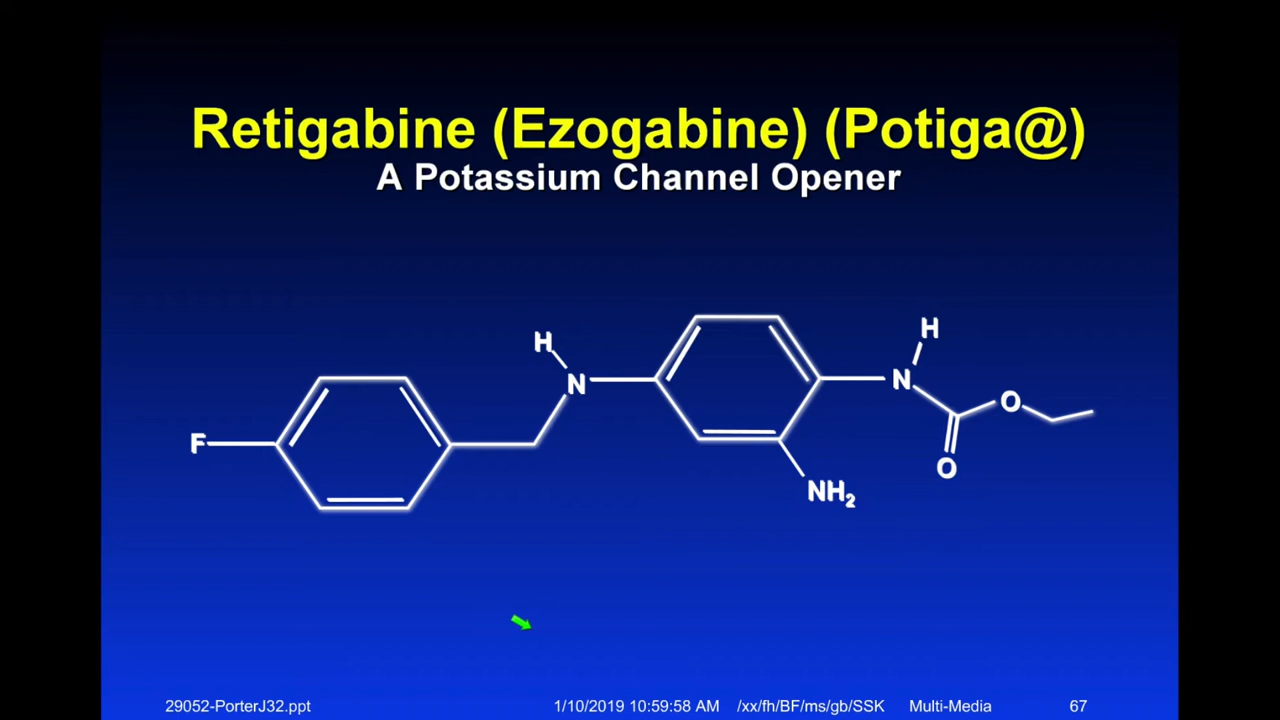 Retigabine (Ezogabine) (Potiga@)
A Potassium Channel Opener
H
H
N
N
O
F
O
NH₂
29052-PorterJ32.ppt 1/10/2019 10:59:58 AM /xx/fh/BF/ms/gb/SSK Multi-Media 67